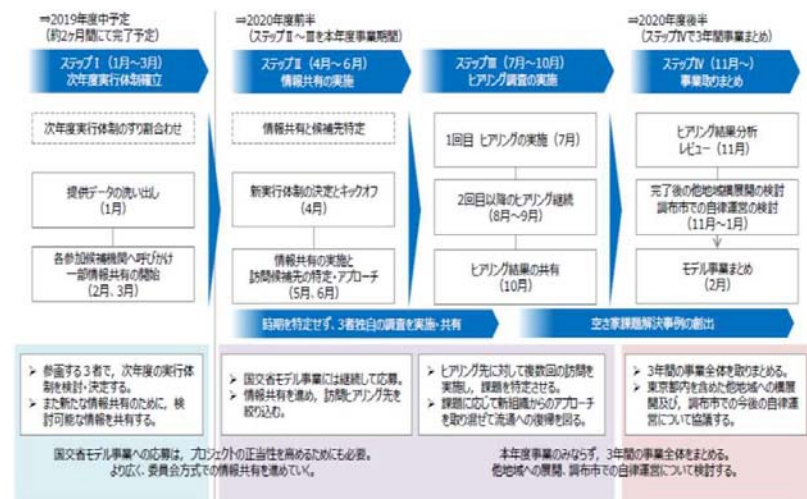 ⇒2019年度中予定
(約2ヶ月間にて完了予定)
⇒2020年度前半
(ステップⅡ～Ⅲを本年度事業期間)
⇒2020年度後半
(ステップⅣで3年間事業まとめ)
ステップⅠ (1月～3月)
次年度実行体制確立
ステップⅡ (4月～6月)
情報共有の実施
ステップⅢ (7月～10月)
ヒアリング調査の実施
ステップⅣ (11月～)
事業取りまとめ
次年度実行体制のすり割合わせ
提供データの洗い出し
(1月)
各参加候補機関へ呼びかけ
一部情報共有の開始
(2月、3月)
情報共有と候補先特定
新実行体制の決定とキックオフ
(4月)
情報共有の実施と
訪問候補先の特定・アプローチ
(5月、6月)
1回目 ヒアリングの実施 (7月)
2回目以降のヒアリング継続
(8月～9月)
ヒアリング結果の共有
(10月)
ヒアリング結果分析
レビュー (11月)
完了後の他地域横展開の検討
調布市での自律運営の検討
(11月～1月)
モデル事業まとめ
(2月)
時期を特定せず、3者独自の調査を実施・共有
空き家課題解決事例の創出
➢ 参画する3者で、次年度の実行体
制を検討・決定する。
➢ また新たな情報共有のために、検
討可能な情報を共有する。
➢ 国交省モデル事業には継続して応募。
➢ 情報共有を進め、訪問ヒアリング先を
絞り込む。
➢ ヒアリング先に対して複数回の訪問を
実施し、課題を特定させる。
➢ 課題に応じて新組織からのアプローチ
を取り混ぜて流通への復帰を図る。
➢ 3年間の事業全体を取りまとめる。
➢ 東京都内を含めた他地域への横展
開及び、調布市での今後の自律運
営について協議する。
国交省モデル事業への応募は、プロジェクトの正当性を高めるためにも必要。
より広く、委員会方式での情報共有を進めていく。
本年度事業のみならず、3年間の事業全体をまとめる。
他地域への展開、調布市での自律運営について検討する。